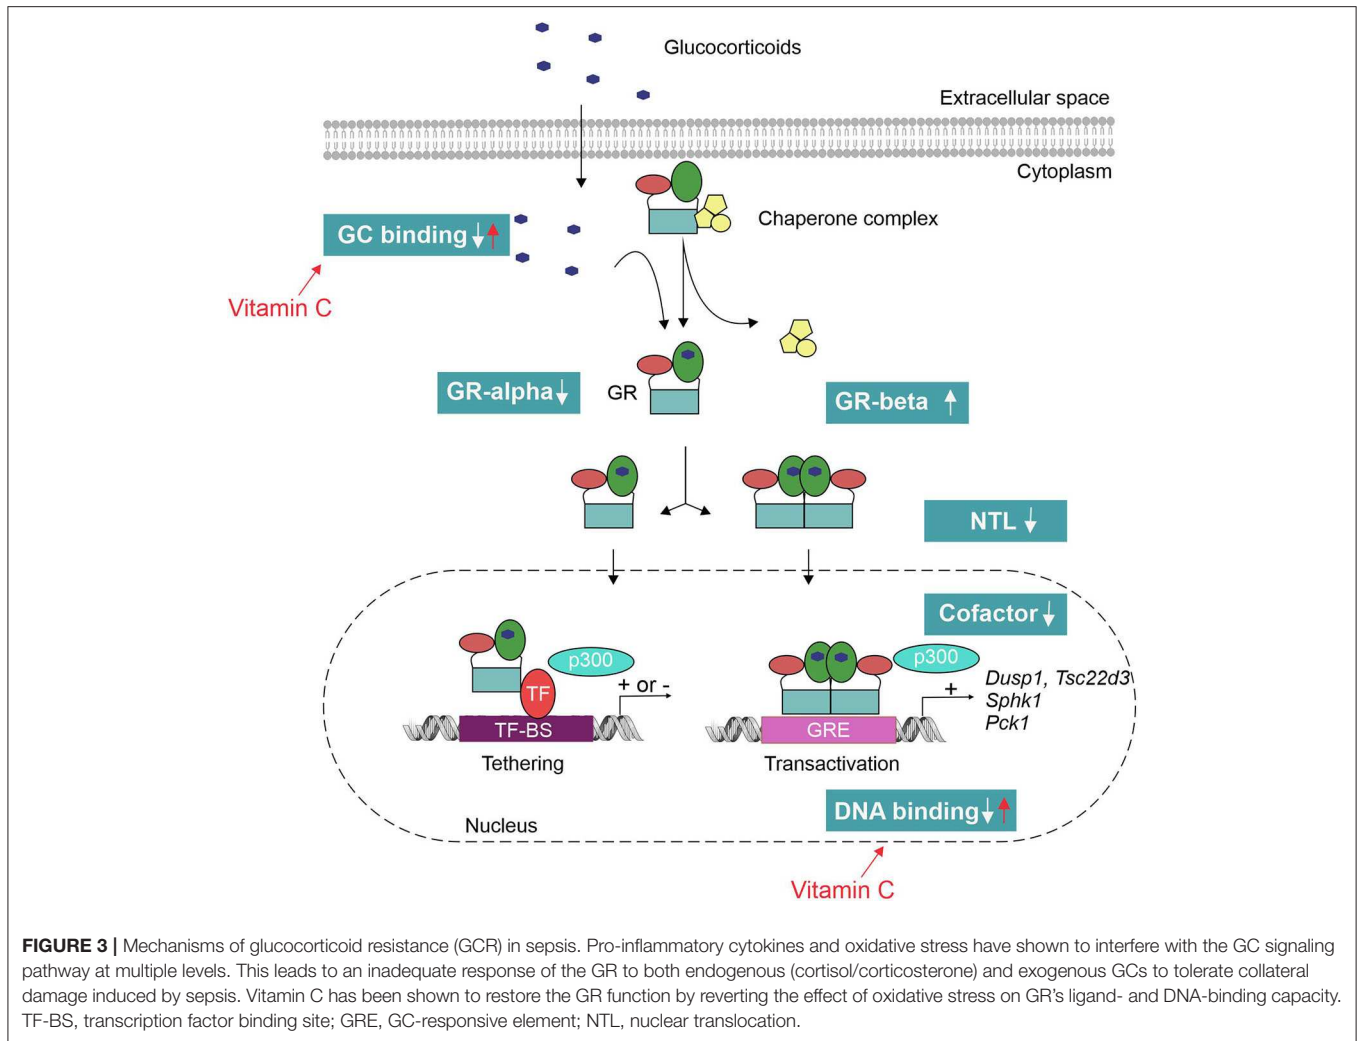 Glucocorticoids
Extracellular space
Cytoplasm
Chaperone complex
GC binding
Vitamin C
GR-alpha
GR
GR-beta
NTL
Cofactor
p300
p300
TF
+ or -
+
Dusp1, Tsc22d3
Sphk1
Pck1
TF-BS
GRE
Tethering
Transactivation
DNA binding
Nucleus
Vitamin C
FIGURE 3 | Mechanisms of glucocorticoid resistance (GCR) in sepsis. Pro-inflammatory cytokines and oxidative stress have shown to interfere with the GC signaling
pathway at multiple levels. This leads to an inadequate response of the GR to both endogenous (cortisol/corticosterone) and exogenous GCs to tolerate collateral
damage induced by sepsis. Vitamin C has been shown to restore the GR function by reverting the effect of oxidative stress on GR's ligand- and DNA-binding capacity.
TF-BS, transcription factor binding site; GRE, GC-responsive element; NTL, nuclear translocation.